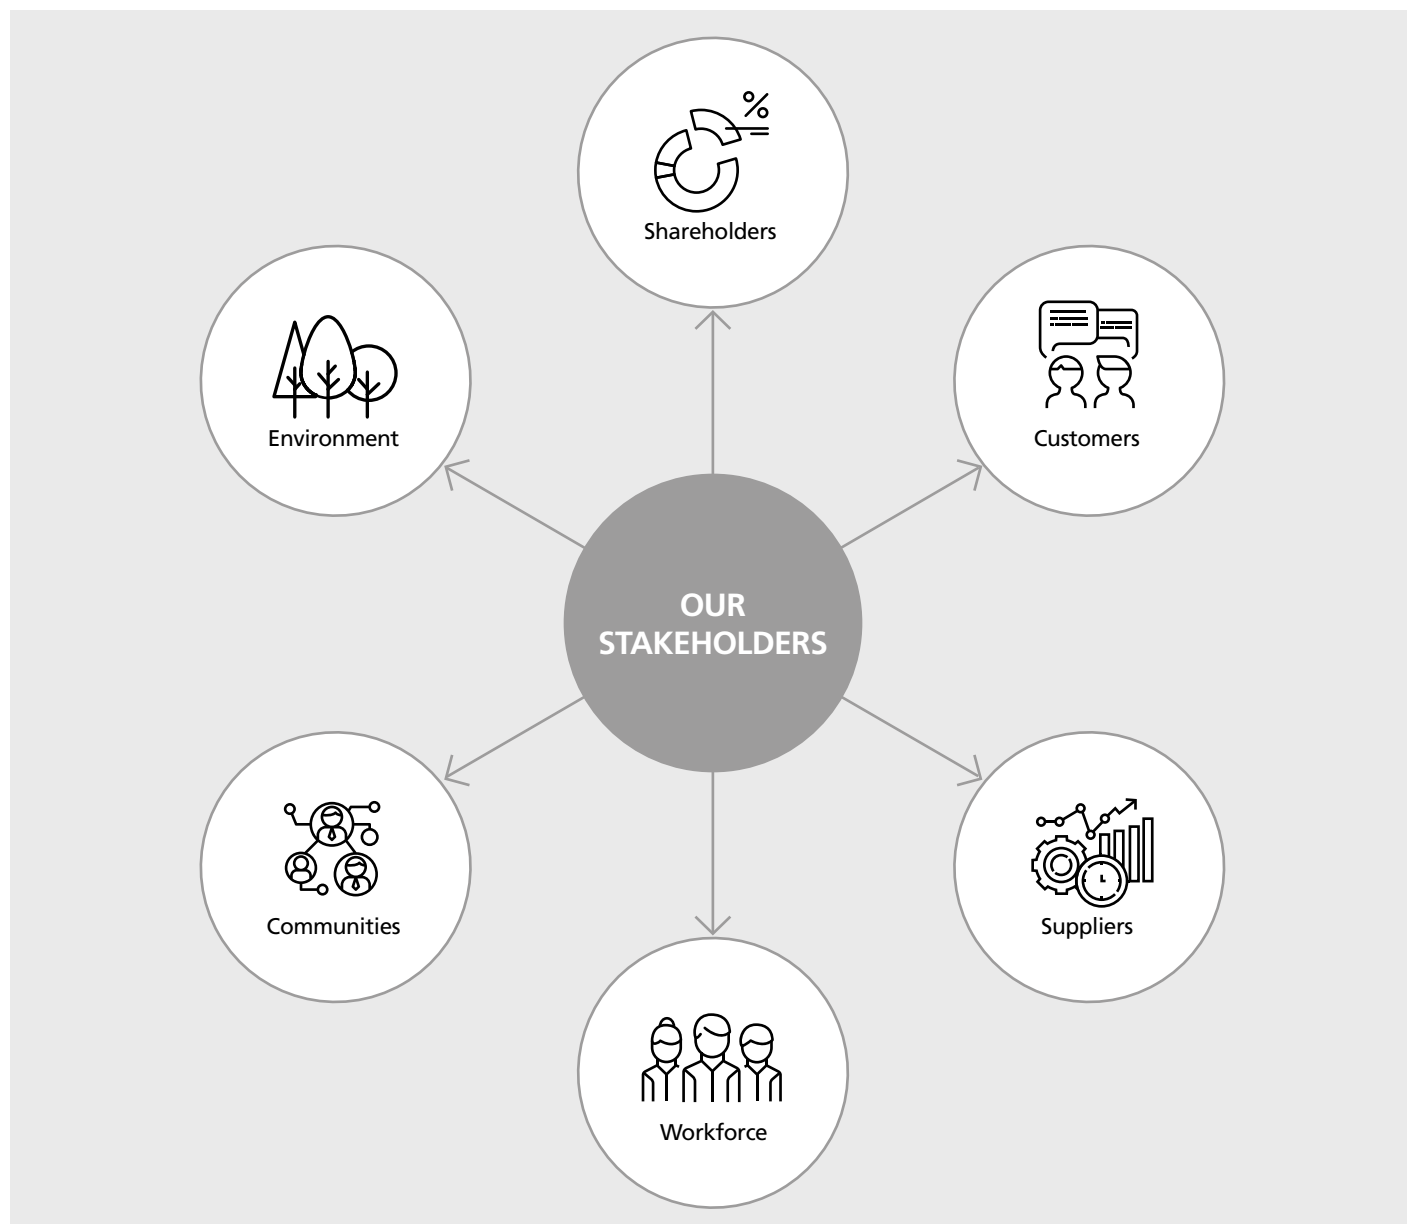 %
Shareholders
Environment
Customers
OUR
STAKEHOLDERS
Communities
Suppliers
Workforce